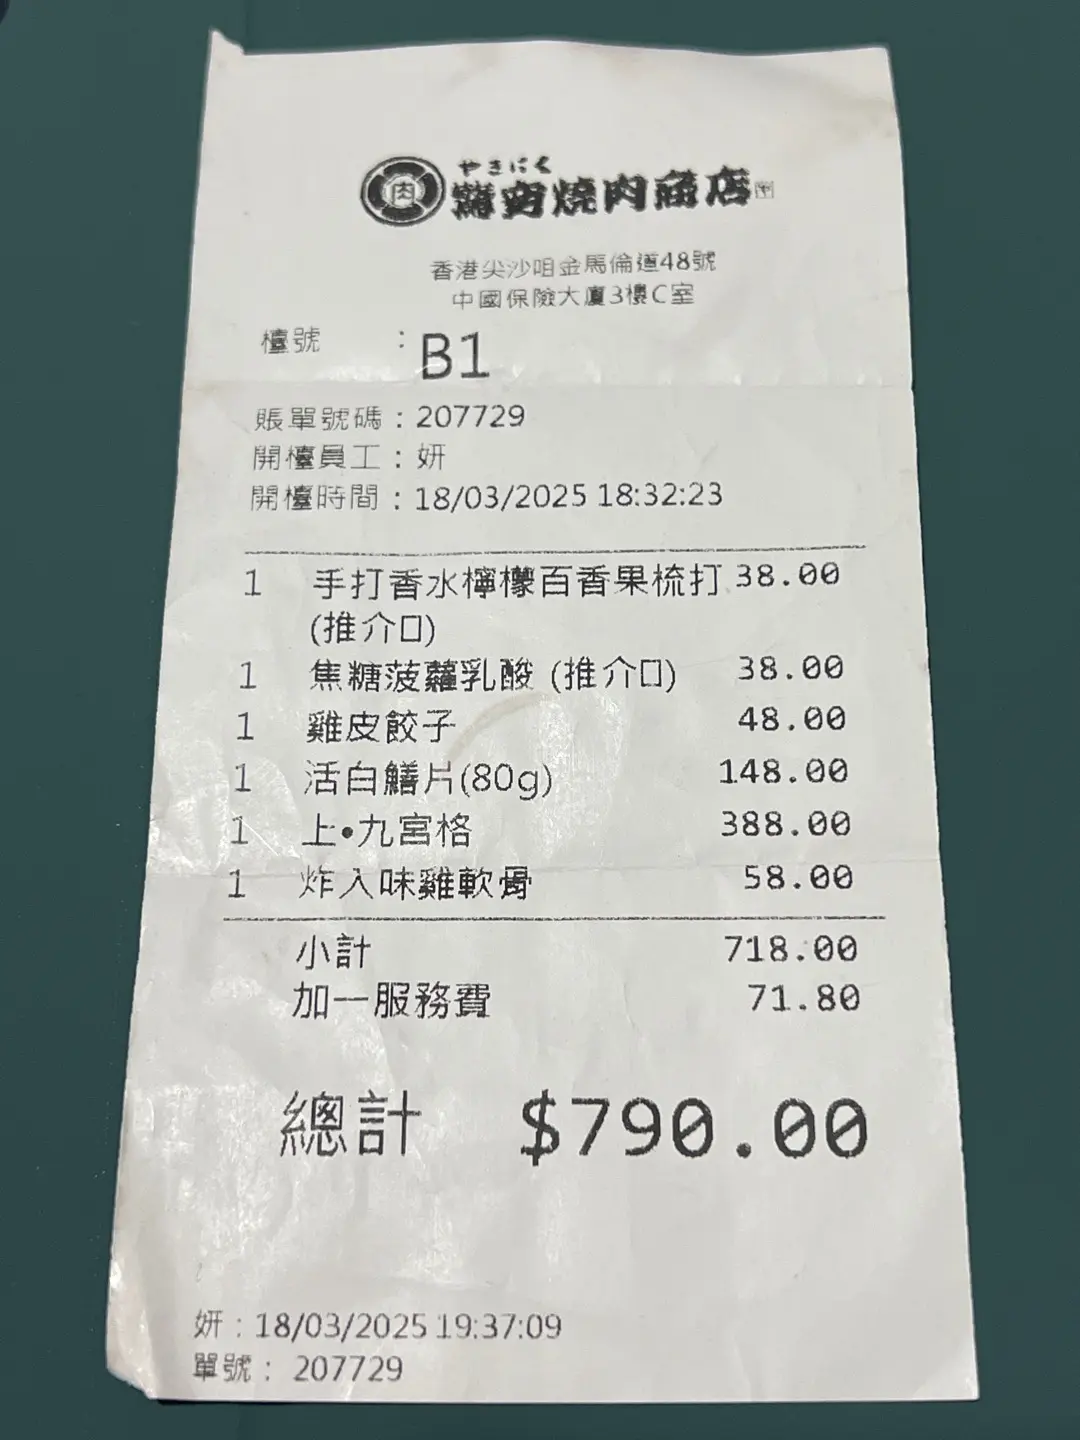 やきにく
燒肉商店
肉
香港尖沙咀金馬倫道48號
中國保險大廈3樓C室
檯號 : B1
賬單號碼 : 207729
開檯員工 : 妍
開檯時間 : 18/03/2025 18:32:23
1 手打香水檸檬百香果梳打 38.00
(推介口)
1 焦糖菠蘿乳酸 (推介口) 38.00
1 雞皮餃子 48.00
1 活白鱔片(80g) 148.00
1 上•九宮格 388.00
1 炸入味雞軟骨 58.00
小計 718.00
加一服務費 71.80
總計 $790.00
妍 : 18/03/2025 19:37:09
單號 : 207729